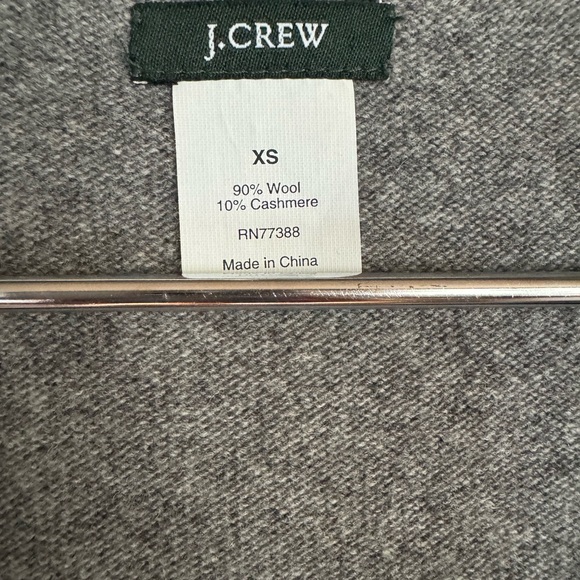 J.CREW
XS
90% Wool
10% Cashmere
RN77388
Made in China